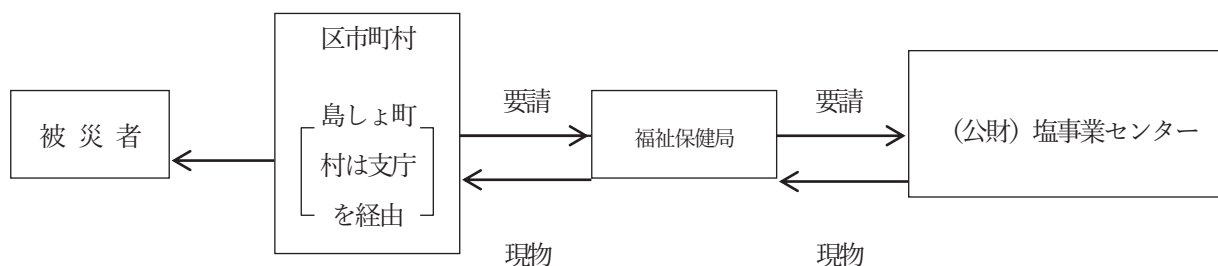 被災者
区市町村
島しょ町
村は支庁
を経由
要請
現物
福祉保健局
要請
現物
（公財）塩事業センター